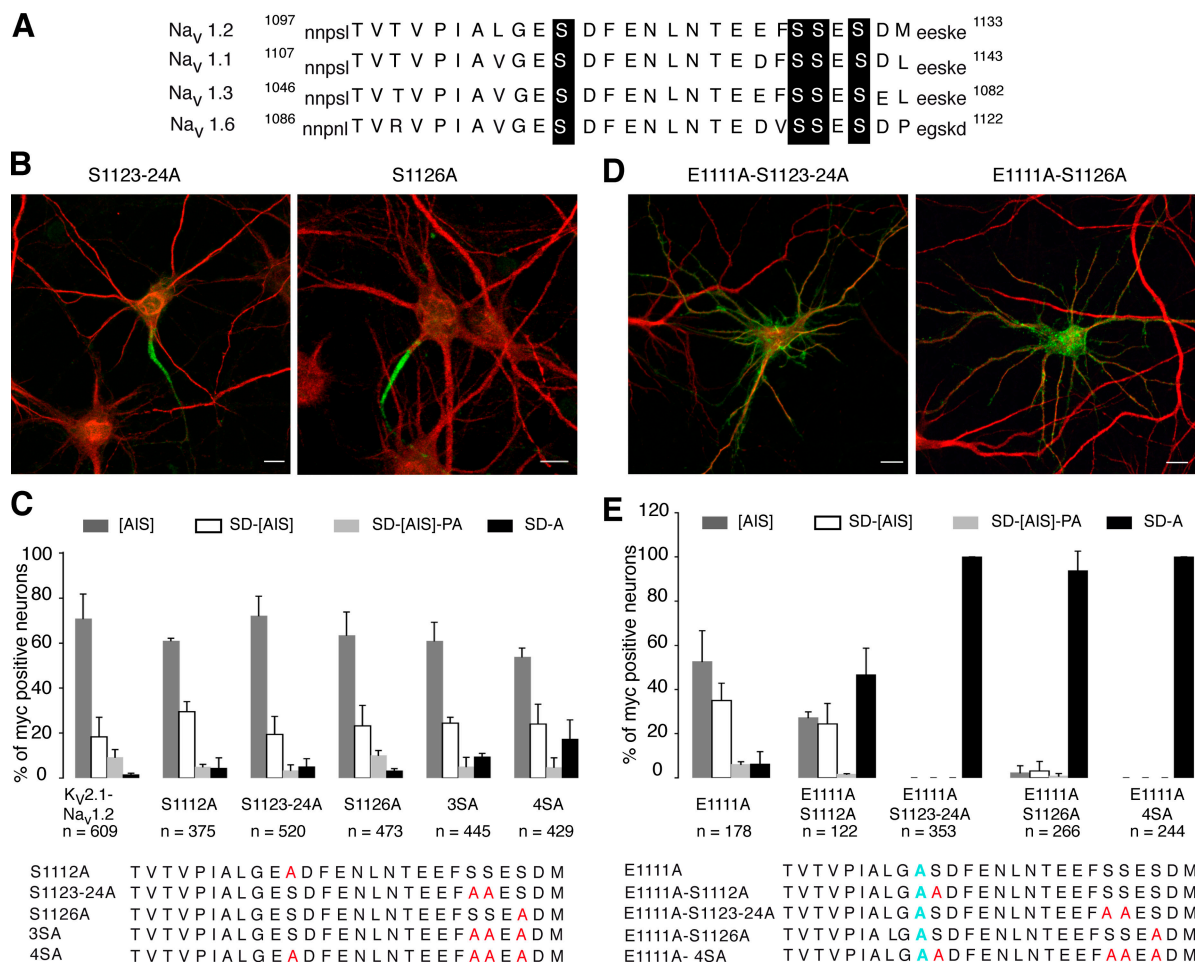 A
Nav 1.2 1097 nnpslT V T V P I A L G E S D F E N L N T E E F S S E S D M eeske 1133
Nav 1.1 1107 nnpslT V T V P I A V G E S D F E N L N T E D F S S E S D L eeske 1143
Nav 1.3 1046 nnpslT V T V P I A V G E S D F E N L N T E E F S S E S E L eeske 1082
Nav 1.6 1086 nnpnlT V R V P I A V G E S D F E N L N T E D V S S E S D P egskd 1122
B
S1123-24A S1126A
D
E1111A-S1123-24A E1111A-S1126A
C
[AIS] SD-[AIS] SD-[AIS]-PA SD-A
% of myc positive neurons
100
80
60
40
20
0
KV2.1-
Nav1.2
n = 609
S1112A
n = 375
S1123-24A
n = 520
S1126A
n = 473
3SA
n = 445
4SA
n = 429
S1112A T V T V P I A L G E A D F E N L N T E E F S S E S D M
S1123-24A T V T V P I A L G E S D F E N L N T E E F A A E S D M
S1126A T V T V P I A L G E S D F E N L N T E E F S S E A D M
3SA T V T V P I A L G E S D F E N L N T E E F A A E A D M
4SA T V T V P I A L G E A D F E N L N T E E F A A E A D M
E
[AIS] SD-[AIS] SD-[AIS]-PA SD-A
% of myc positive neurons
120
100
80
60
40
20
0
E1111A
n = 178
E1111A
S1112A
n = 122
E1111A
S1123-24A
n = 353
E1111A
S1126A
n = 266
E1111A
4SA
n = 244
E1111A T V T V P I A L G A S D F E N L N T E E F S S E S D M
E1111A-S1112A T V T V P I A L G A A D F E N L N T E E F S S E S D M
E1111A-S1123-24A T V T V P I A L G A S D F E N L N T E E F A A E S D M
E1111A-S1126A T V T V P I A L G A S D F E N L N T E E F S S E A D M
E1111A- 4SA T V T V P I A L G A A D F E N L N T E E F A A E A D M